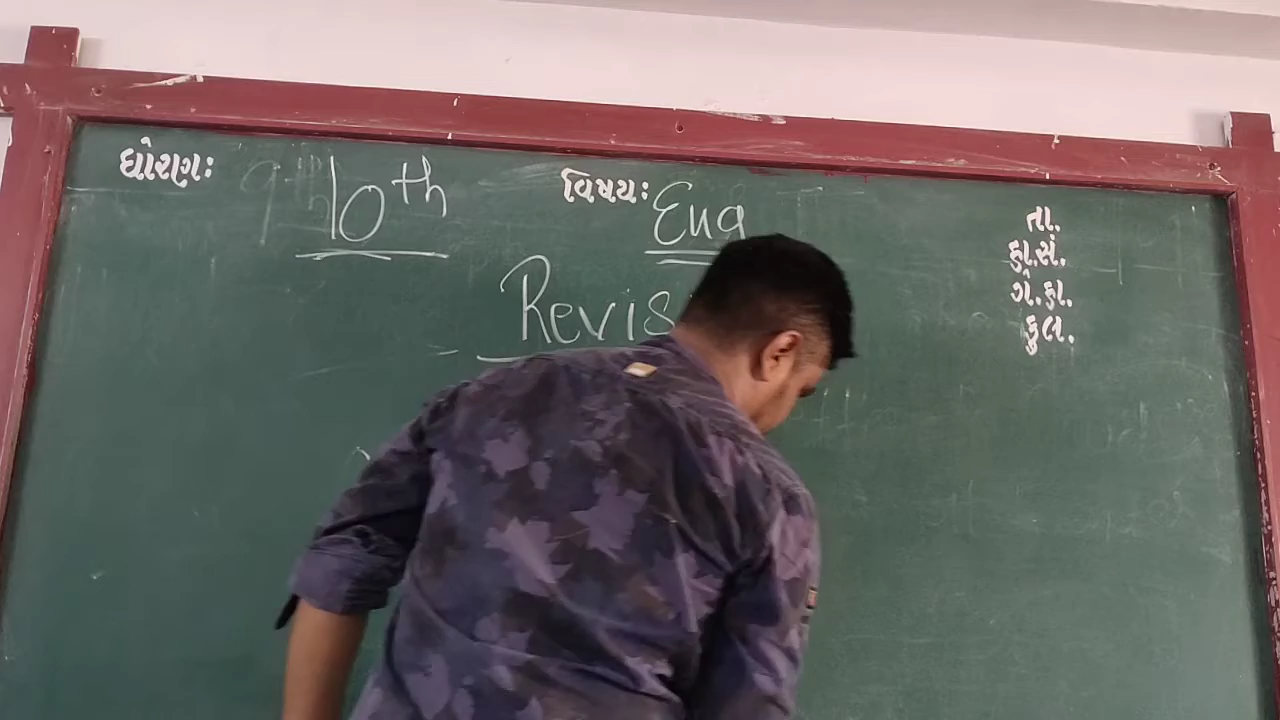 ધોરણઃ 10th વિષયઃ Eng
Revis
તા.
ક્રા.સં.
ગે.હા.
કુલ.